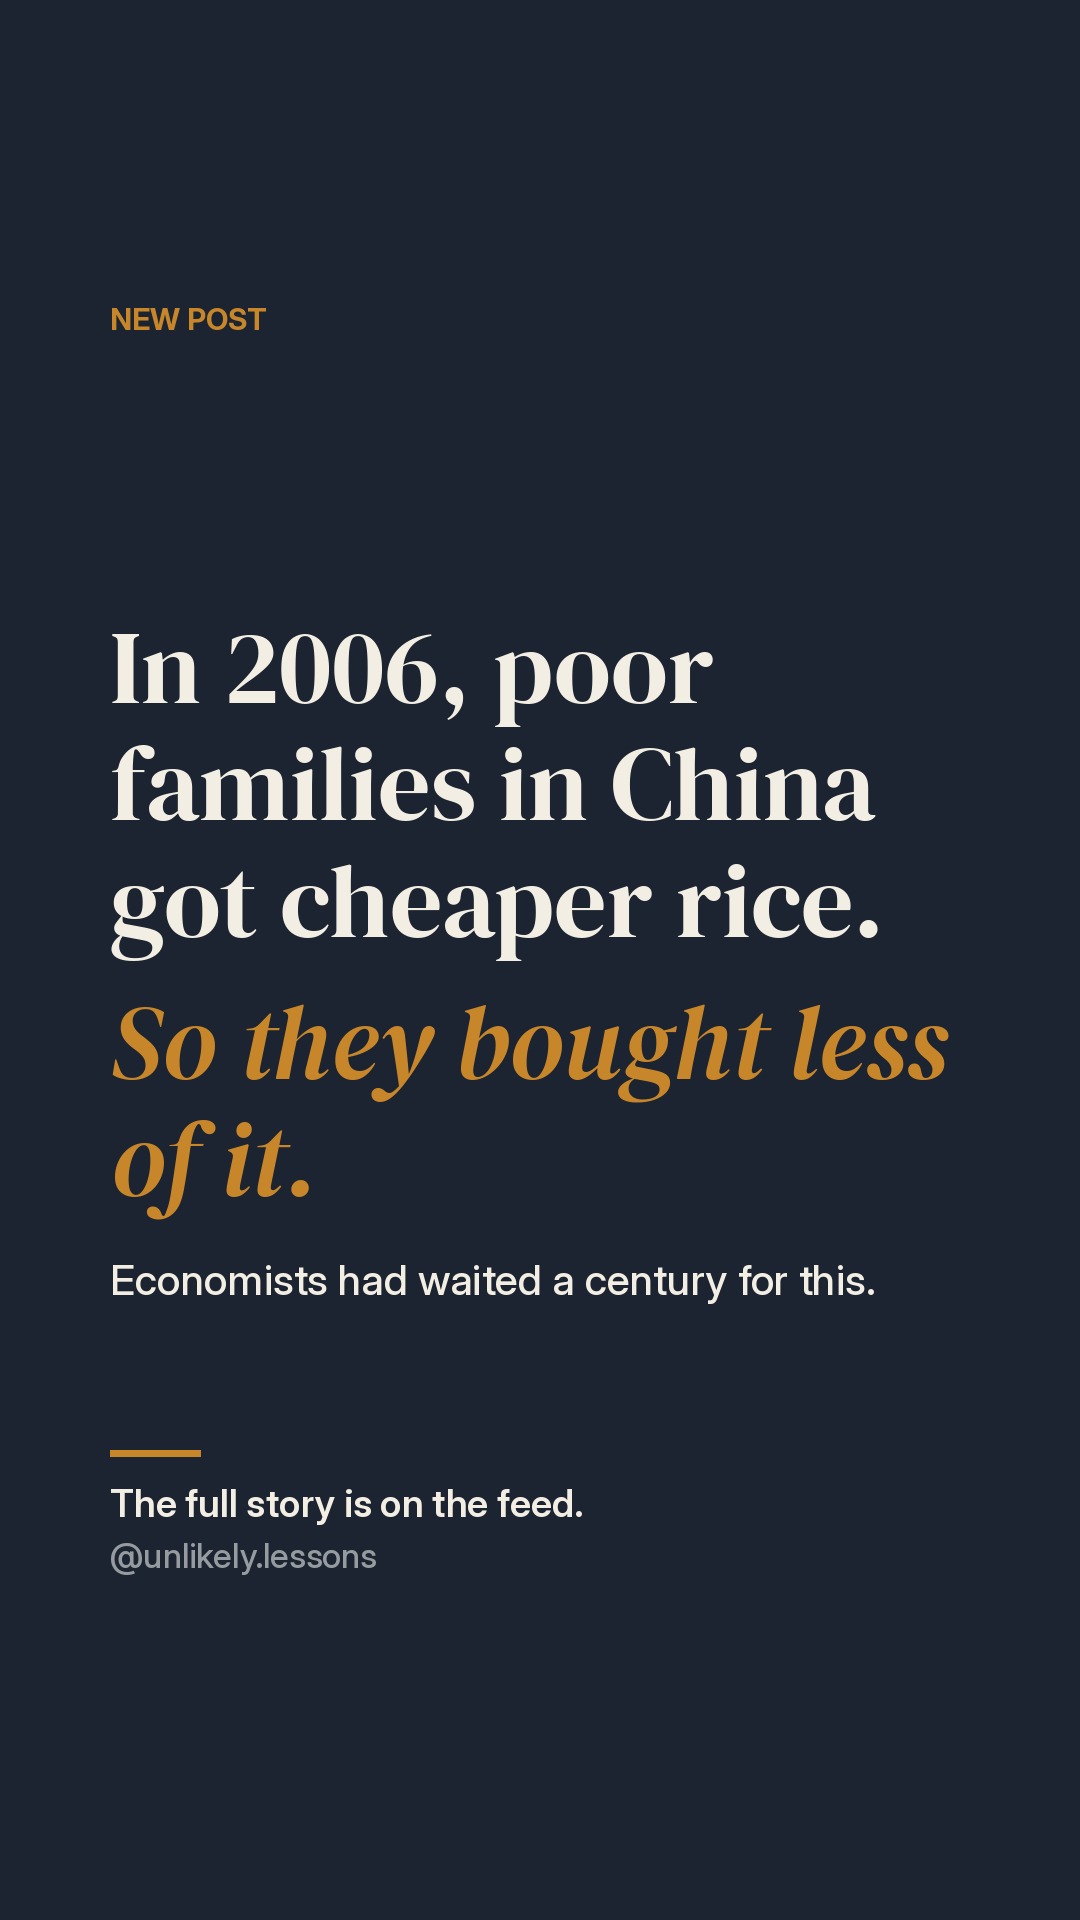 NEW POST
In 2006, poor
families in China
got cheaper rice.
So they bought less
of it.
Economists had waited a century for this.
The full story is on the feed.
@unlikely.lessons